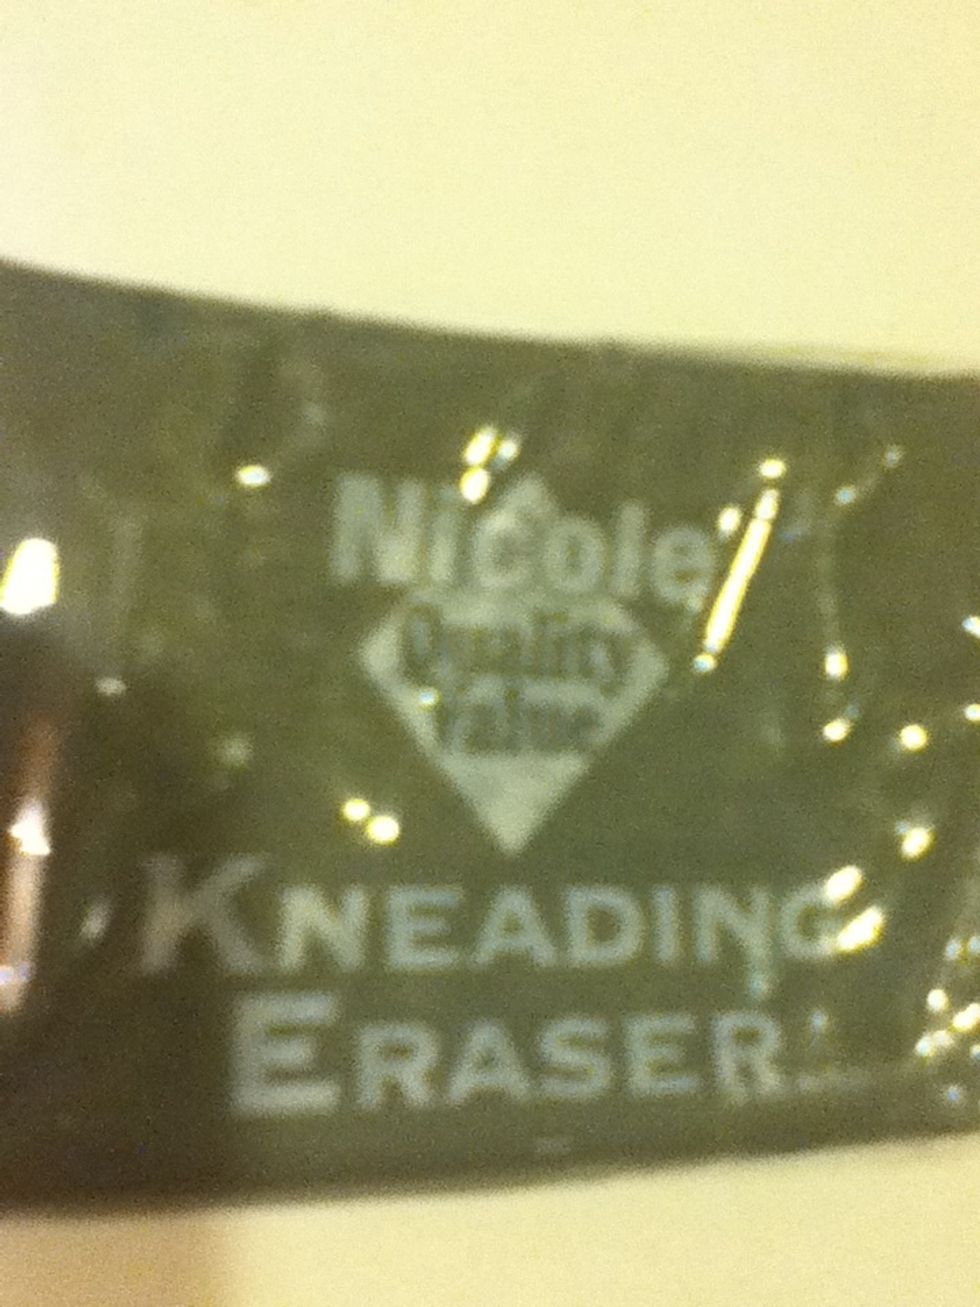 Nicole
Quality
Value
KNEADING
ERASER